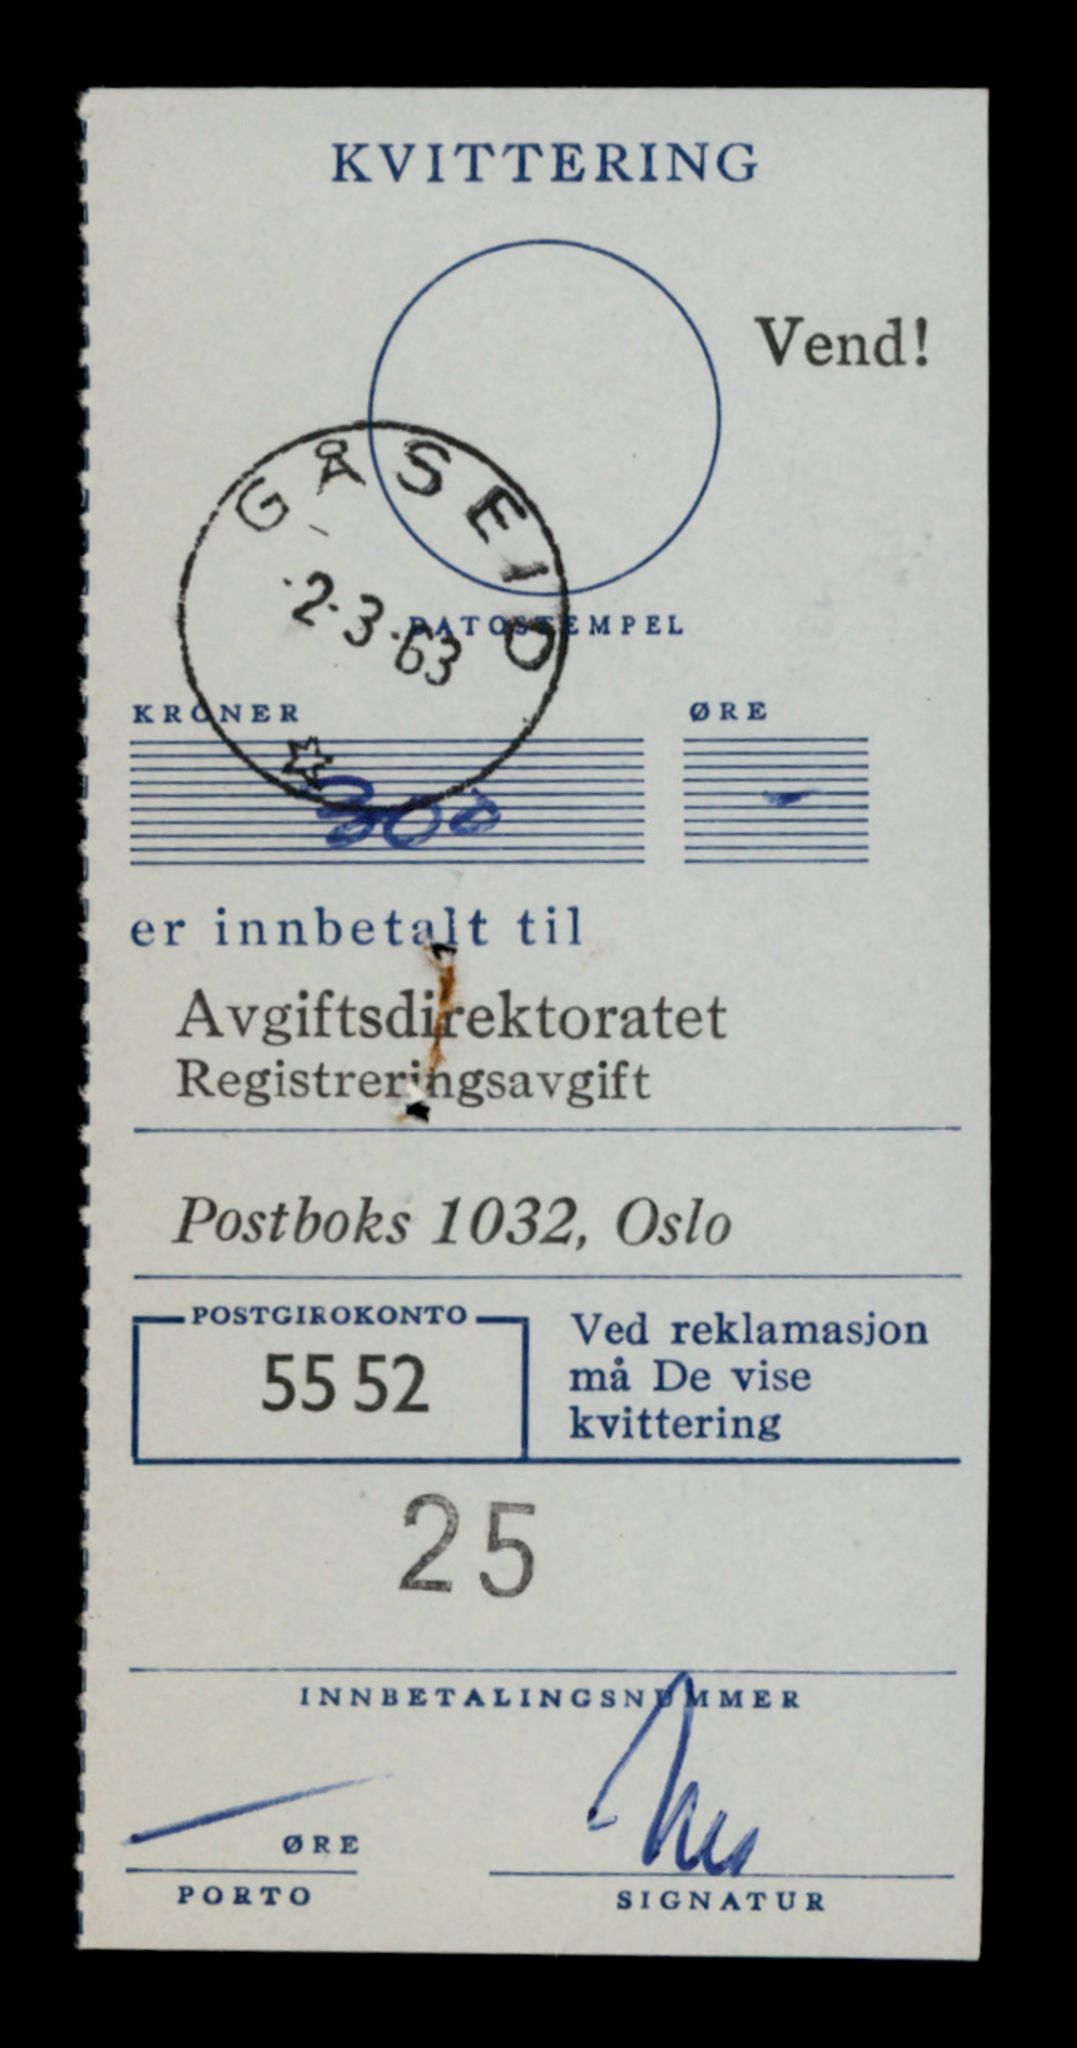 KVITTERING
Vend!
GÅSEID
2.3.63
DATOSTEMPEL
KRONER ØRE
300 -
er innbetalt til
Avgiftsdirektoratet
Registreringsavgift
Postboks 1032, Oslo
POSTGIROKONTO
55 52
Ved reklamasjon
må De vise
kvittering
25
INNBETALINGSNUMMER
ØRE
PORTO
SIGNATUR